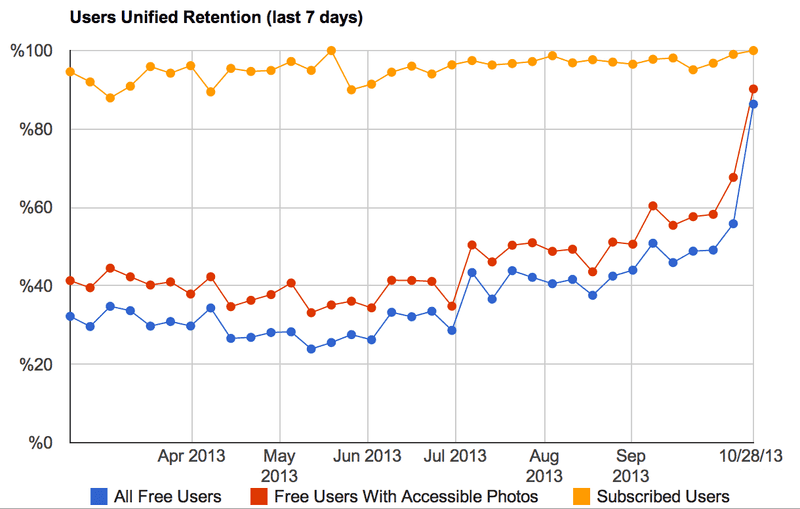 Users Unified Retention (last 7 days)
%100
%80
%60
%40
%20
%0
Apr 2013
May 2013
Jun 2013
Jul 2013
Aug 2013
Sep 2013
10/28/13
All Free Users
Free Users With Accessible Photos
Subscribed Users